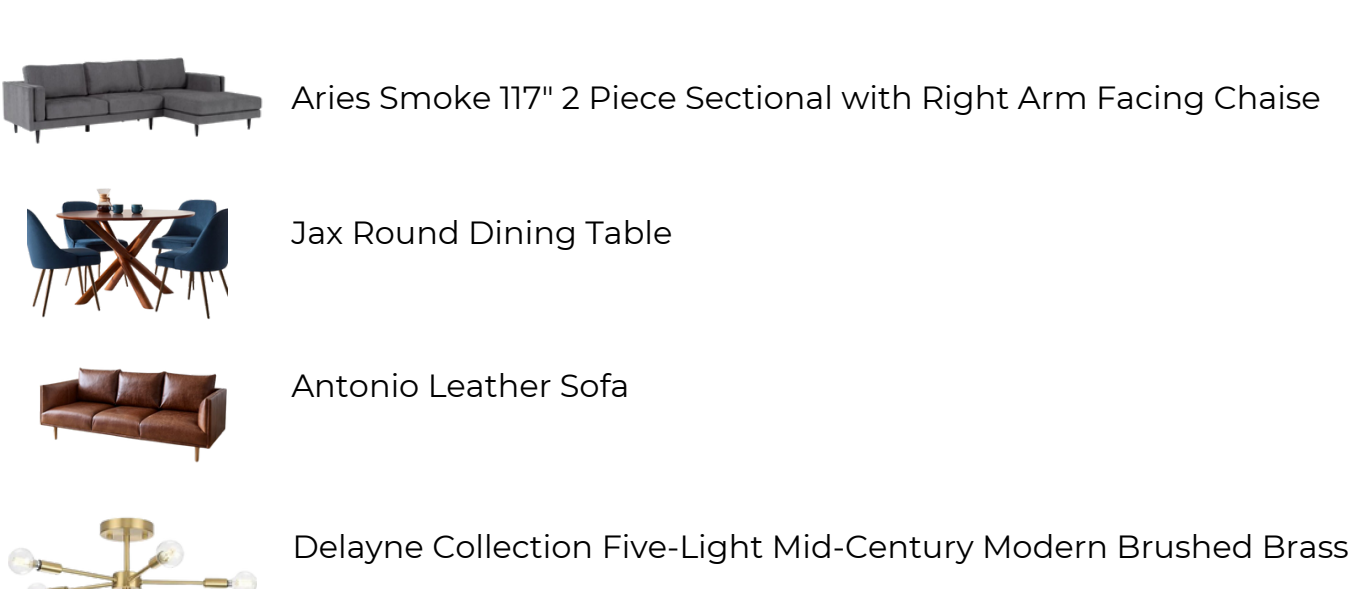 Aries Smoke 117" 2 Piece Sectional with Right Arm Facing Chaise
Jax Round Dining Table
Antonio Leather Sofa
Delayne Collection Five-Light Mid-Century Modern Brushed Brass